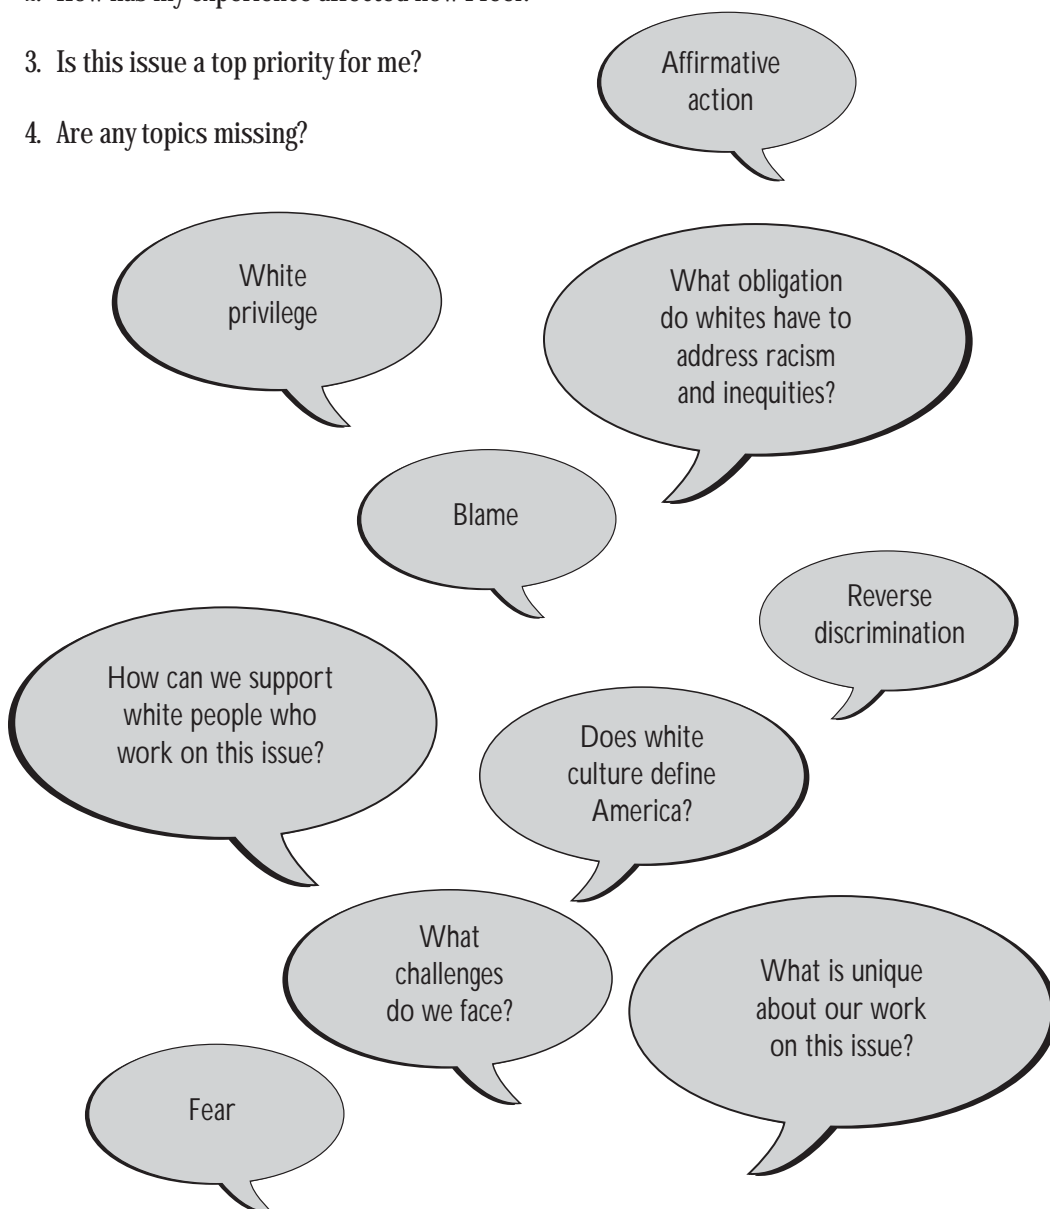 3. Is this issue a top priority for me?
4. Are any topics missing?
Affirmative
action
White
privilege
What obligation
do whites have to
address racism
and inequities?
Blame
Reverse
discrimination
How can we support
white people who
work on this issue?
Does white
culture define
America?
What
challenges
do we face?
What is unique
about our work
on this issue?
Fear